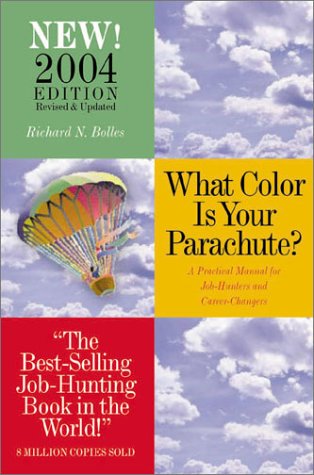 NEW!
2004
EDITION
Revised & Updated
Richard N. Bolles
What Color
Is Your
Parachute?
A Practical Manual for
Job-Hunters and
Career-Changers
“The
Best-Selling
Job-Hunting
Book in the
World!”
8 MILLION COPIES SOLD